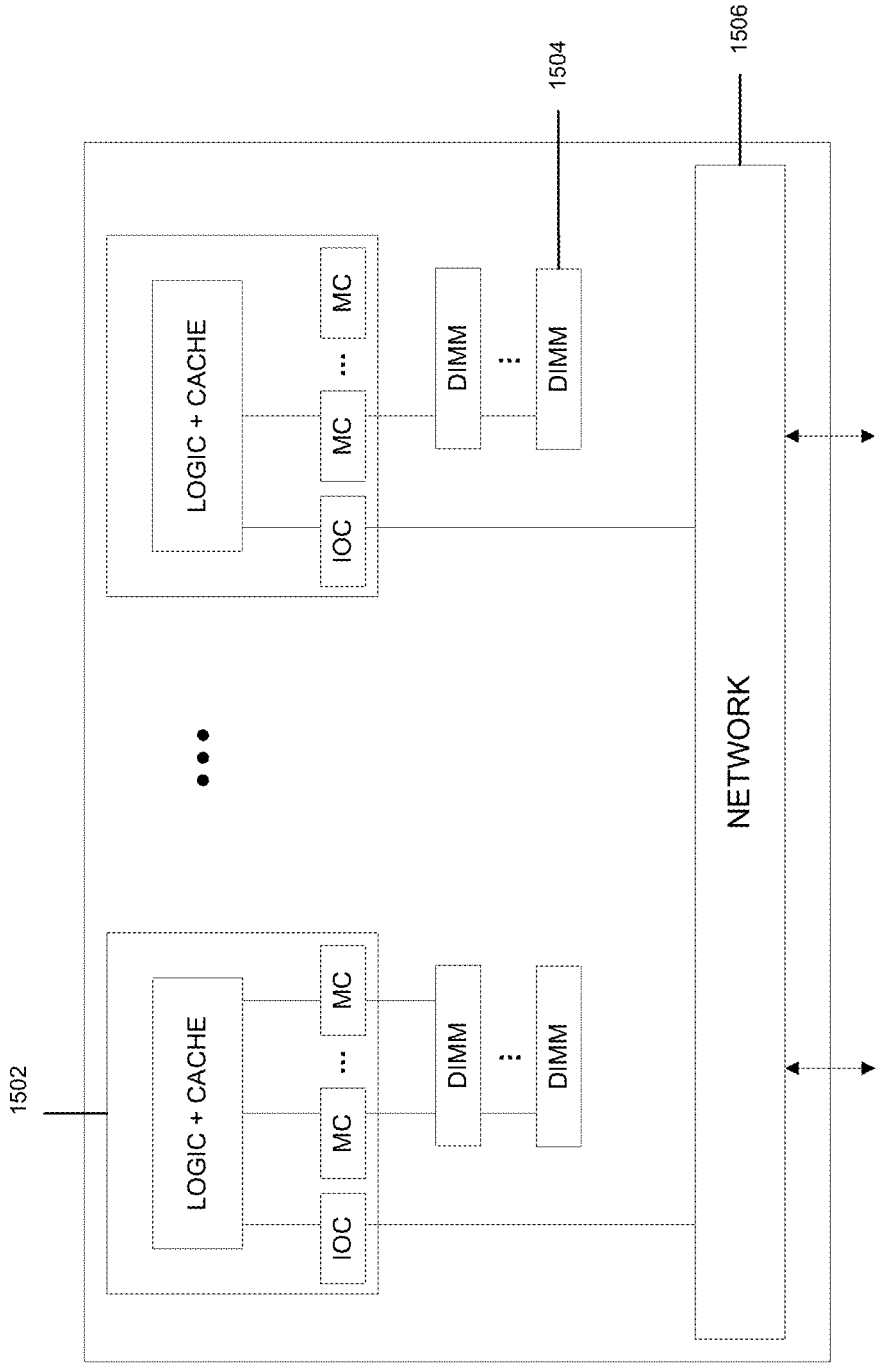 1502
LOGIC + CACHE
IOC
MC
...
MC
DIMM
DIMM
LOGIC + CACHE
IOC
MC
...
MC
DIMM
DIMM
1504
NETWORK
1506